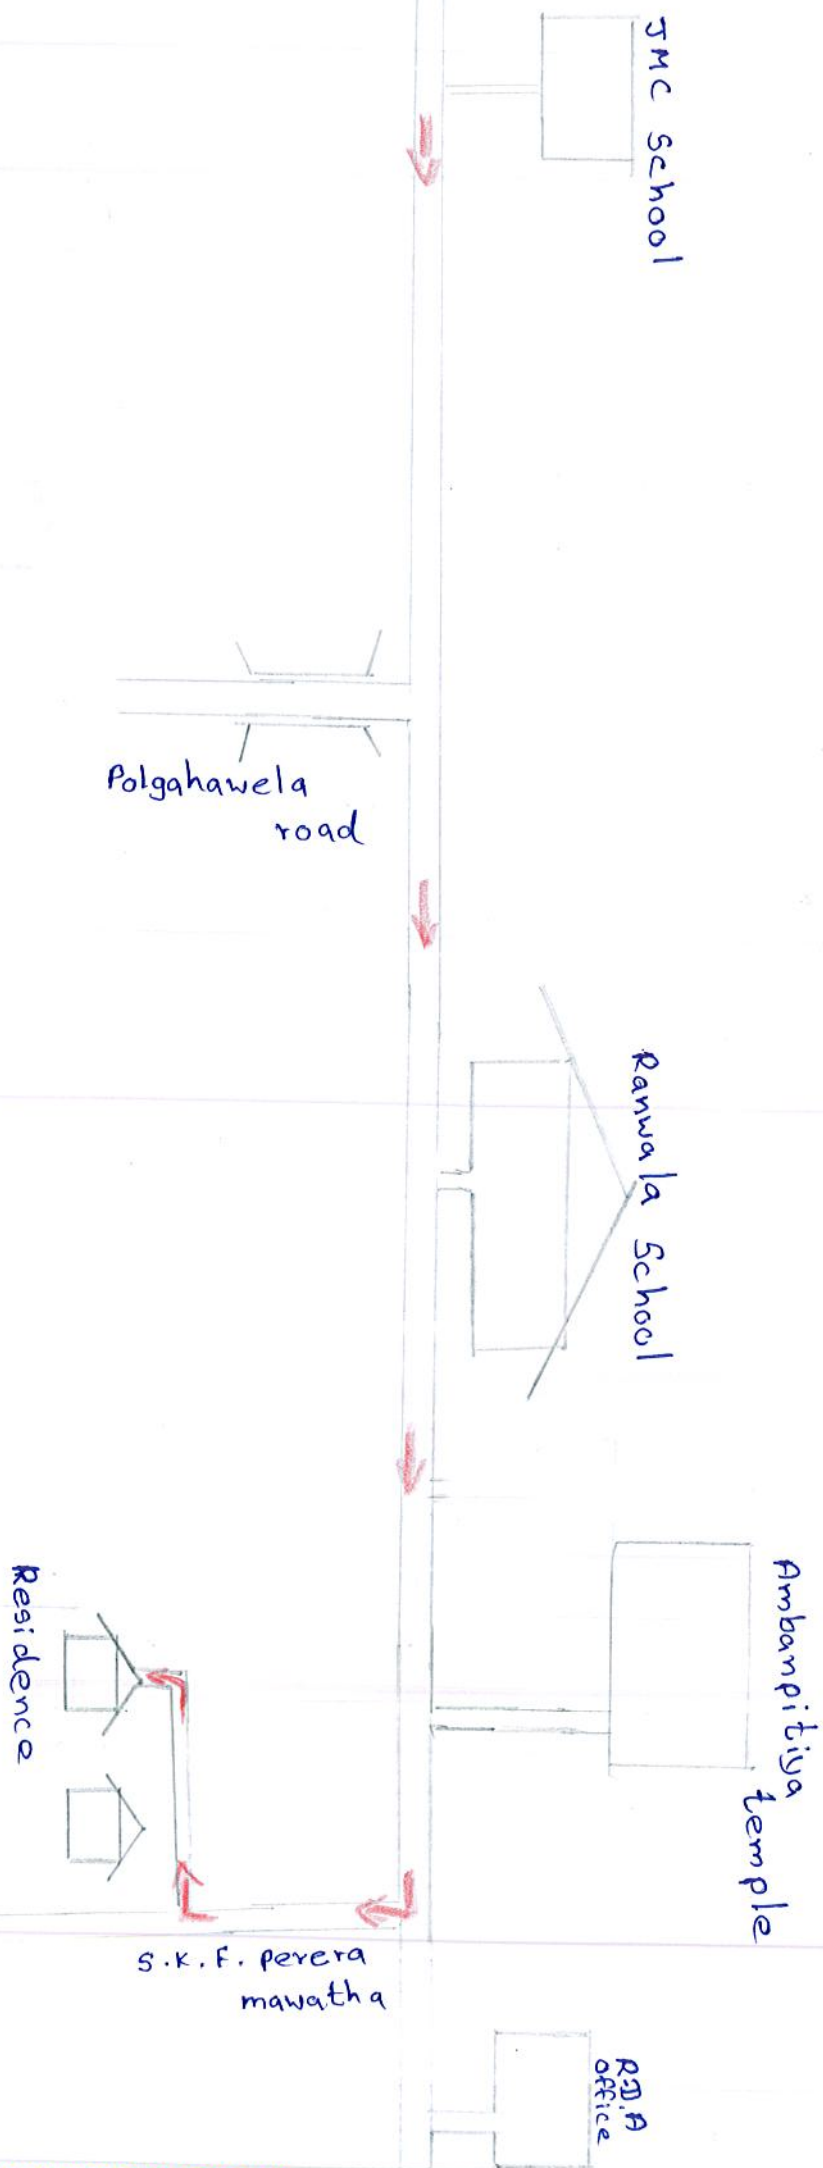 JMC School
Polgahawela
road
Ranwala School
Ambanpitiya
temple
Residence
S.K.F. perera
mawatha
R.D.A
office